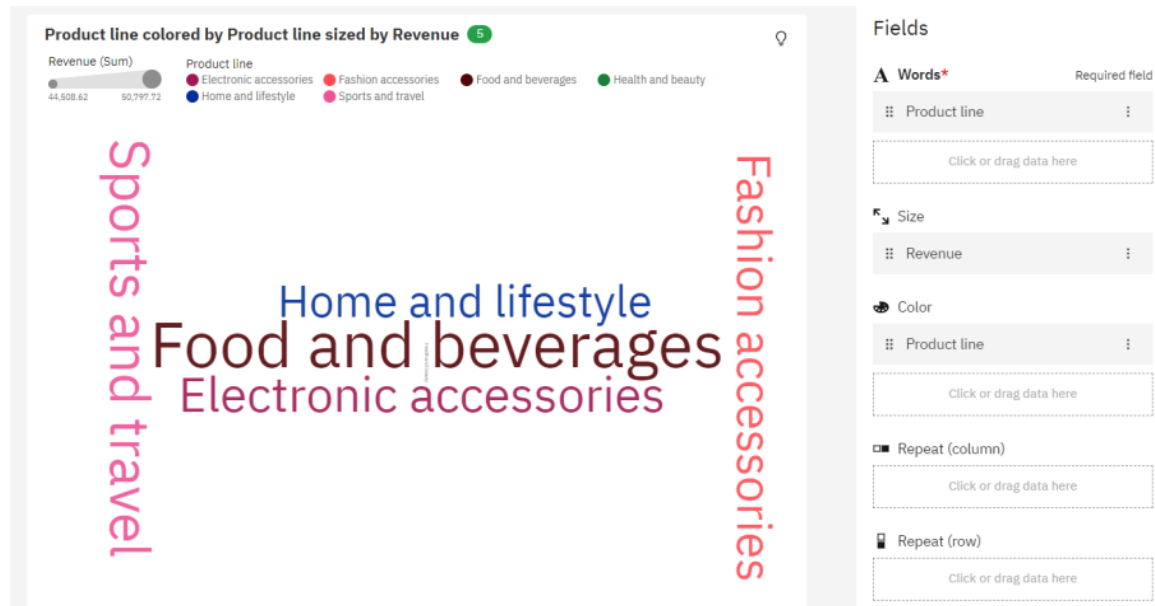 Product line colored by Product line sized by Revenue 5
Revenue (Sum)
44,508.62 50,797.72
Product line
Electronic accessories Fashion accessories Food and beverages Health and beauty
Home and lifestyle Sports and travel
Sports and travel
Home and lifestyle
Food and beverages
Electronic accessories
Fashion accessories
Fields
A Words* Required field
Product line
Click or drag data here
Size
Revenue
Color
Product line
Click or drag data here
Repeat (column)
Click or drag data here
Repeat (row)
Click or drag data here